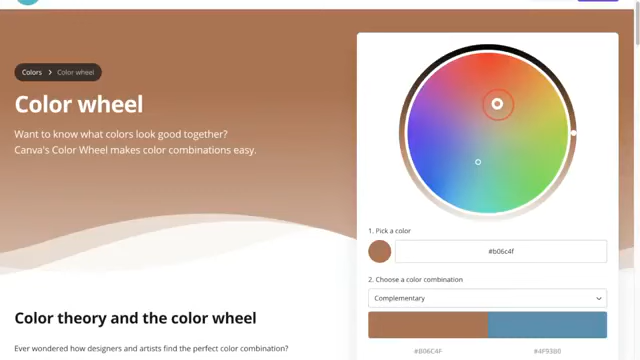 Colors > Color wheel
Color wheel
Want to know what colors look good together?
Canva's Color Wheel makes color combinations easy.
Color theory and the color wheel
Ever wondered how designers and artists find the perfect color combination?
1. Pick a color
#b06c4f
2. Choose a color combination
Complementary
#B06C4F
#4F93B0